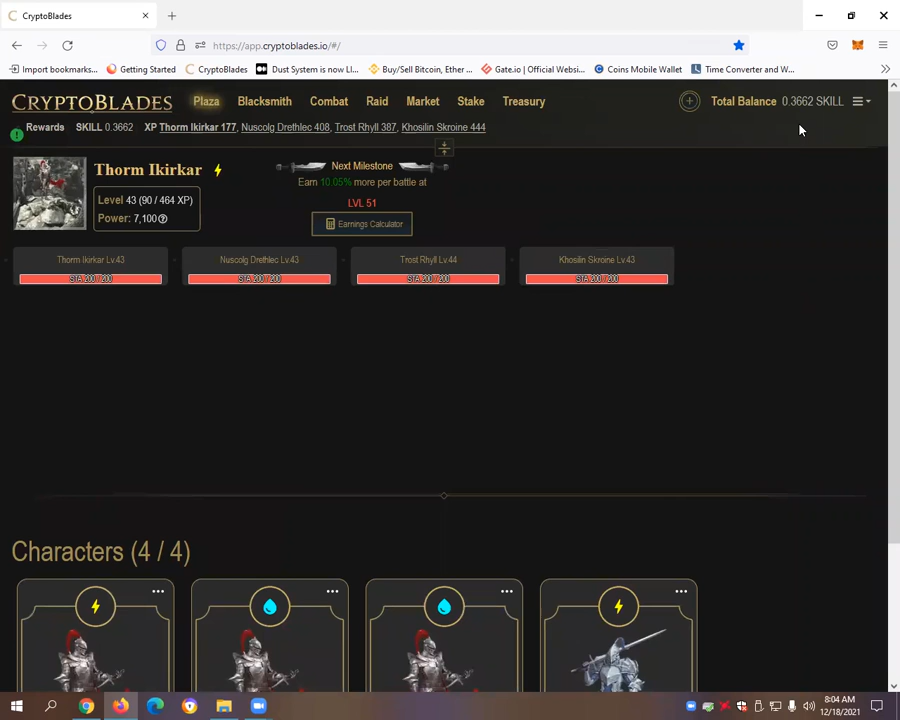 CryptoBlades
https://app.cryptoblades.io/#/
Import bookmarks... Getting Started CryptoBlades Dust System is now LI... Buy/Sell Bitcoin, Ether ... Gate.io | Official Websi... Coins Mobile Wallet Time Converter and W...
CRYPTOBLADES Plaza Blacksmith Combat Raid Market Stake Treasury Total Balance 0.3662 SKILL
Rewards SKILL 0.3662 XP Thorm Ikirkar 177, Nuscolg Drethlec 408, Trost Rhyll 387, Khosilin Skroine 444
Thorm Ikirkar
Level 43 (90 / 464 XP)
Power: 7,100
Next Milestone
Earn 10.05% more per battle at
LVL 51
Earnings Calculator
Thorm Ikirkar Lv.43 Nuscolg Drethlec Lv.43 Trost Rhyll Lv.44 Khosilin Skroine Lv.43
STA 200 / 200 STA 200 / 200 STA 200 / 200 STA 200 / 200
Characters (4 / 4)
8:04 AM
12/18/2021